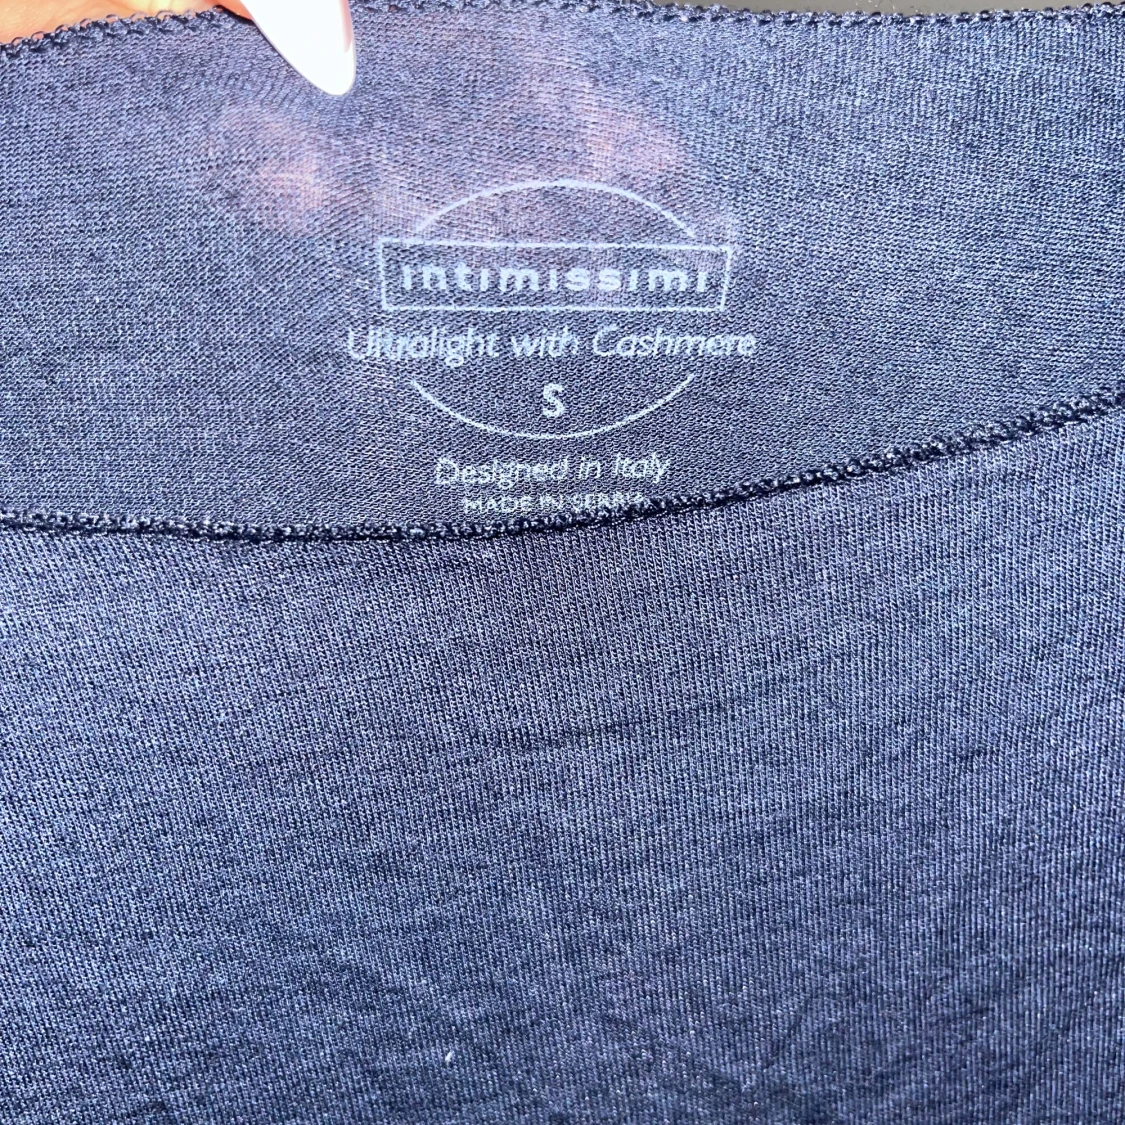 intimissimi
Ultralight with Cashmere
S
Designed in Italy
MADE IN SERBIA